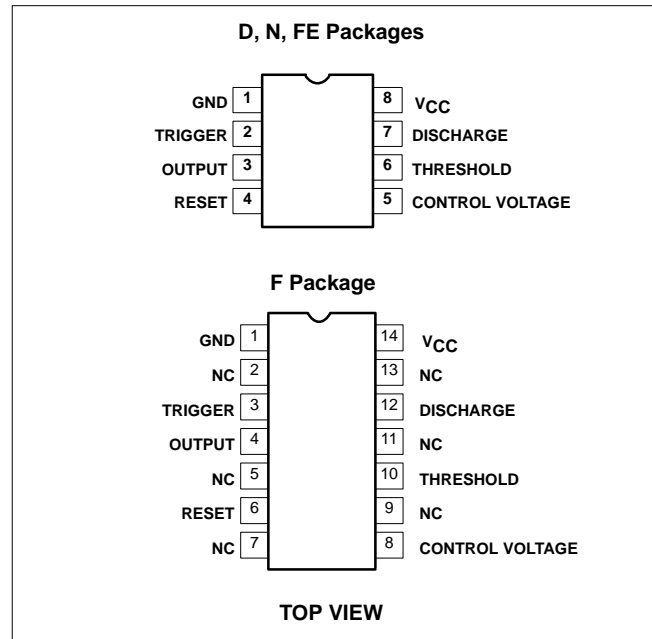 D, N, FE Packages
GND 1 8 VCC
TRIGGER 2 7 DISCHARGE
OUTPUT 3 6 THRESHOLD
RESET 4 5 CONTROL VOLTAGE
F Package
GND 1 14 VCC
NC 2 13 NC
TRIGGER 3 12 DISCHARGE
OUTPUT 4 11 NC
NC 5 10 THRESHOLD
RESET 6 9 NC
NC 7 8 CONTROL VOLTAGE
TOP VIEW